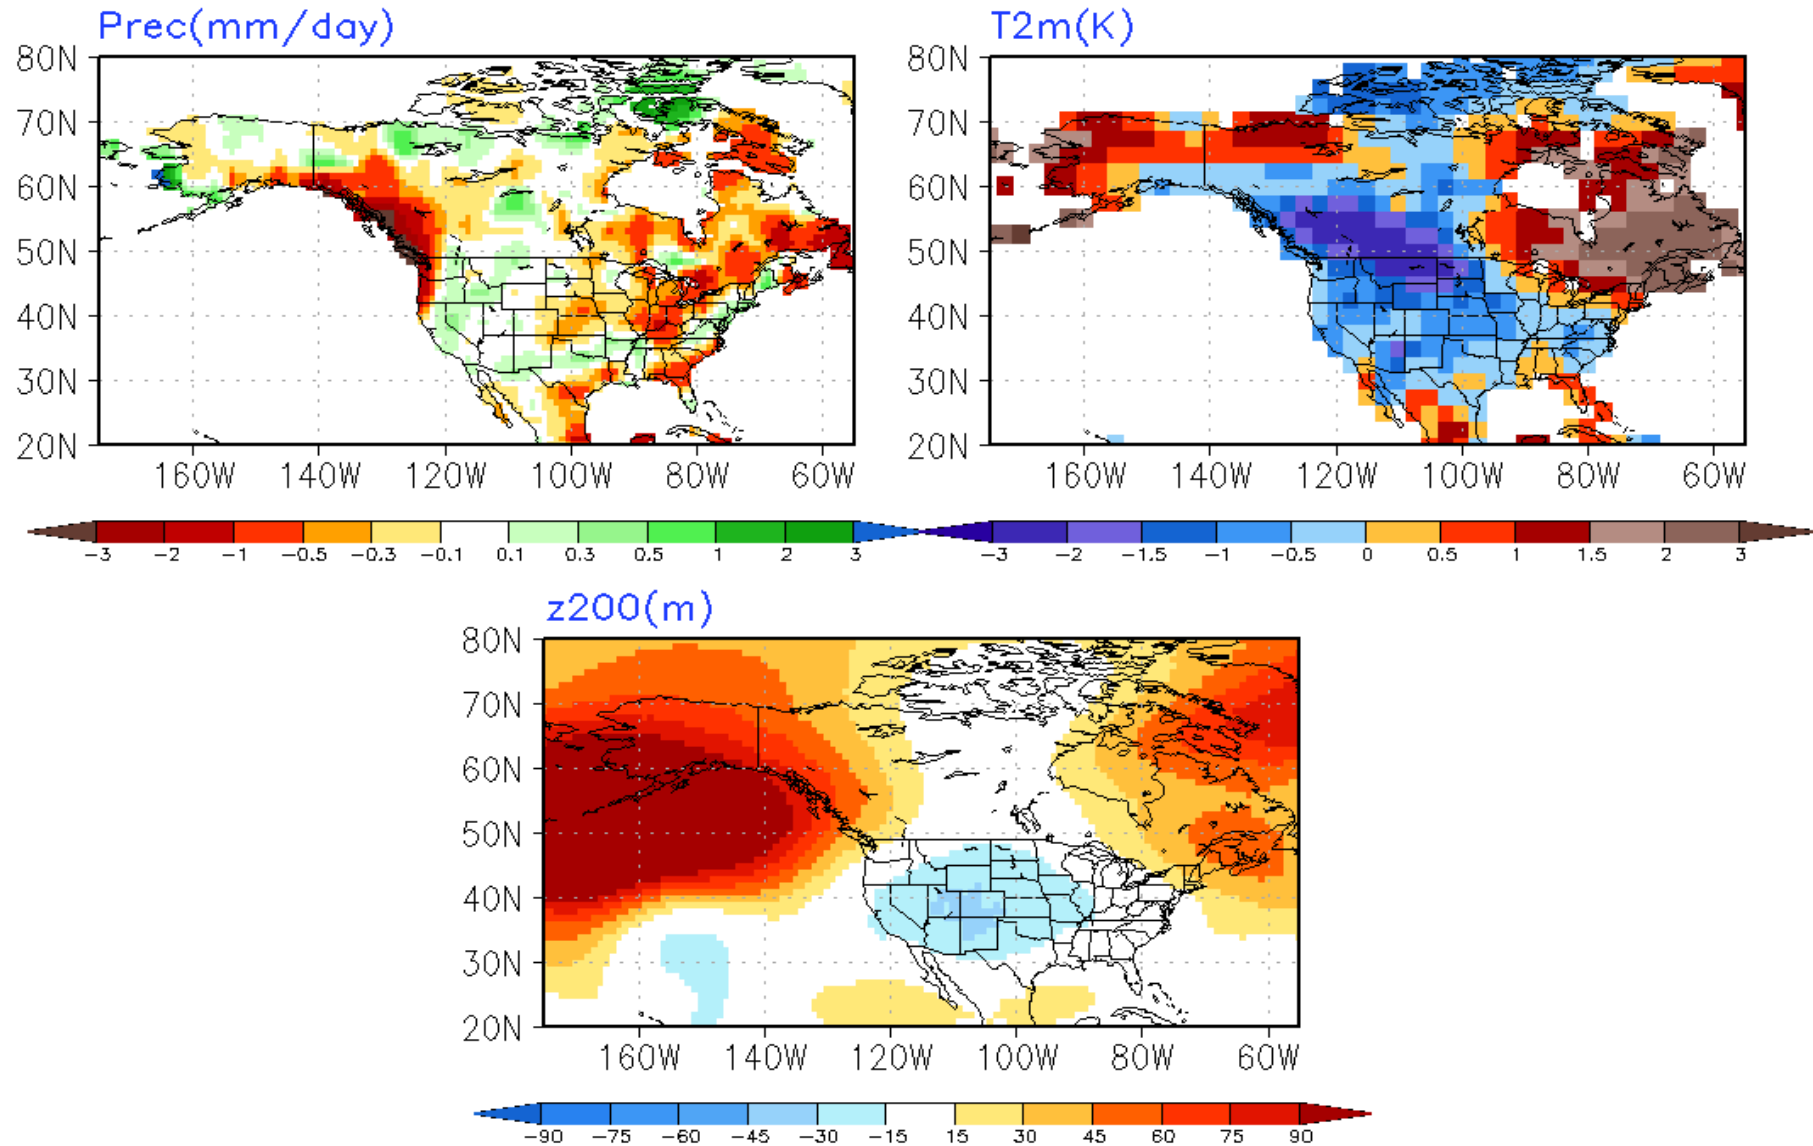 Prec(mm/day)
80N
70N
60N
50N
40N
30N
20N
160W 140W 120W 100W 80W 60W
-3 -2 -1 -0.5 -0.3 -0.1 0.1 0.3 0.5 1 2 3
T2m(K)
80N
70N
60N
50N
40N
30N
20N
160W 140W 120W 100W 80W 60W
-3 -2 -1.5 -1 -0.5 0 0.5 1 1.5 2 3
z200(m)
80N
70N
60N
50N
40N
30N
20N
160W 140W 120W 100W 80W 60W
-90 -75 -60 -45 -30 -15 15 30 45 60 75 90